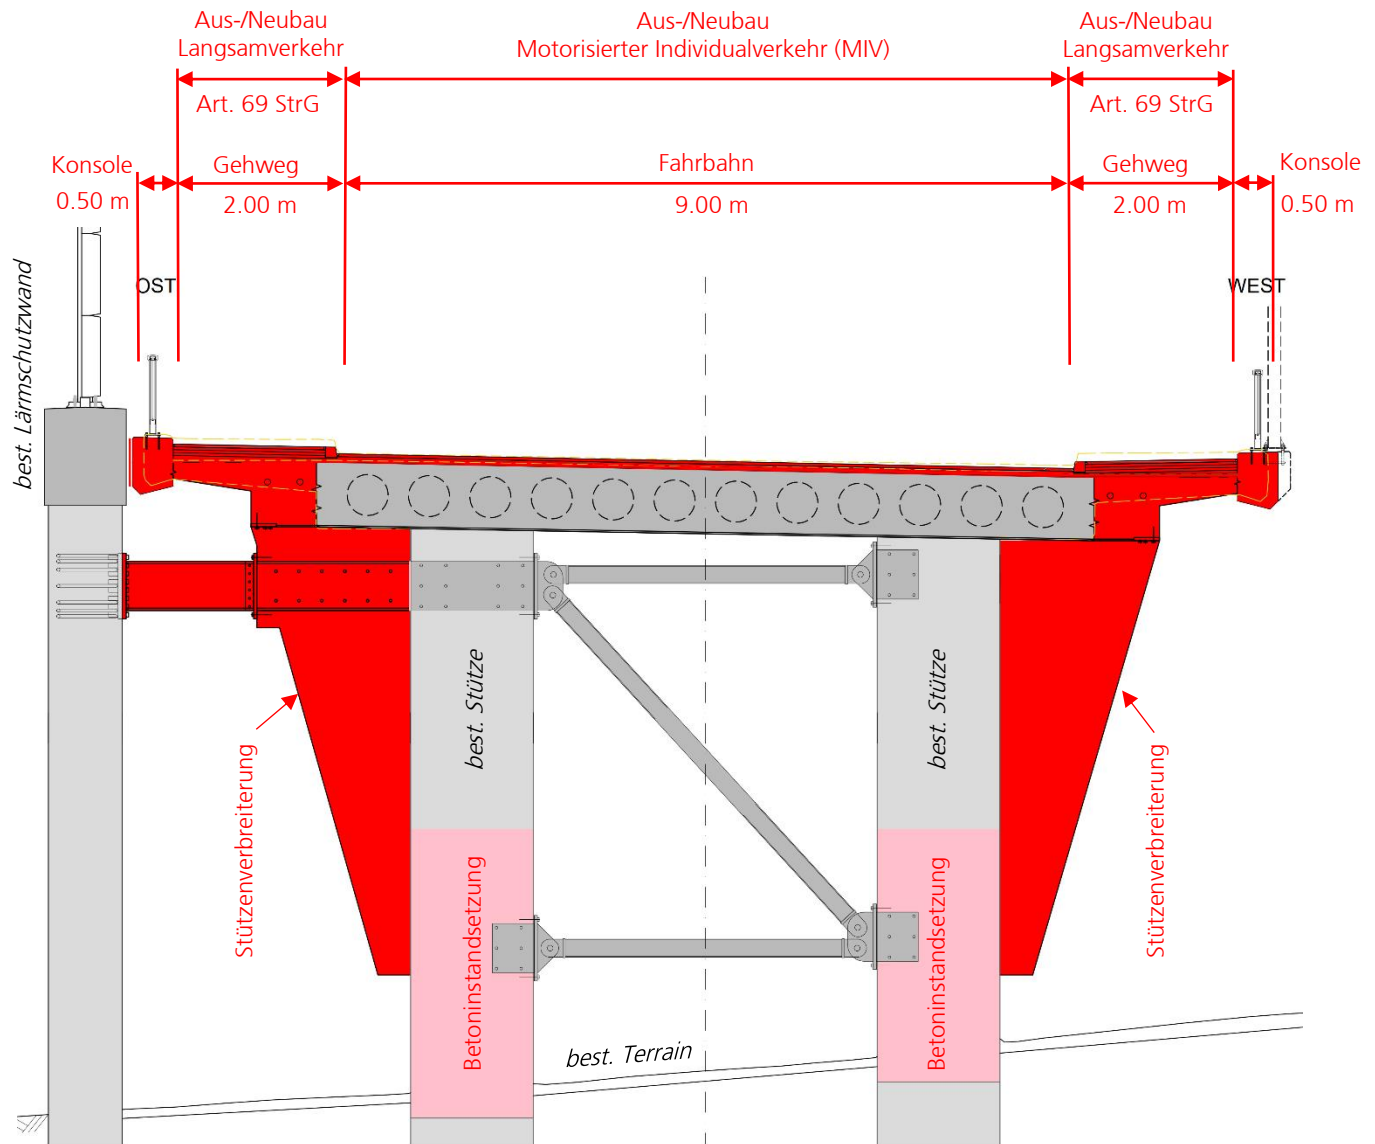 Aus-/Neubau
Langsamverkehr
Aus-/Neubau
Motorisierter Individualverkehr (MIV)
Aus-/Neubau
Langsamverkehr
Art. 69 StrG
Art. 69 StrG
Konsole
0.50 m
Gehweg
2.00 m
Fahrbahn
9.00 m
Gehweg
2.00 m
Konsole
0.50 m
OST
WEST
best. Lärmschutzwand
best. Stütze
best. Stütze
Stützenverbreiterung
Stützenverbreiterung
Betoninstandsetzung
Betoninstandsetzung
best. Terrain